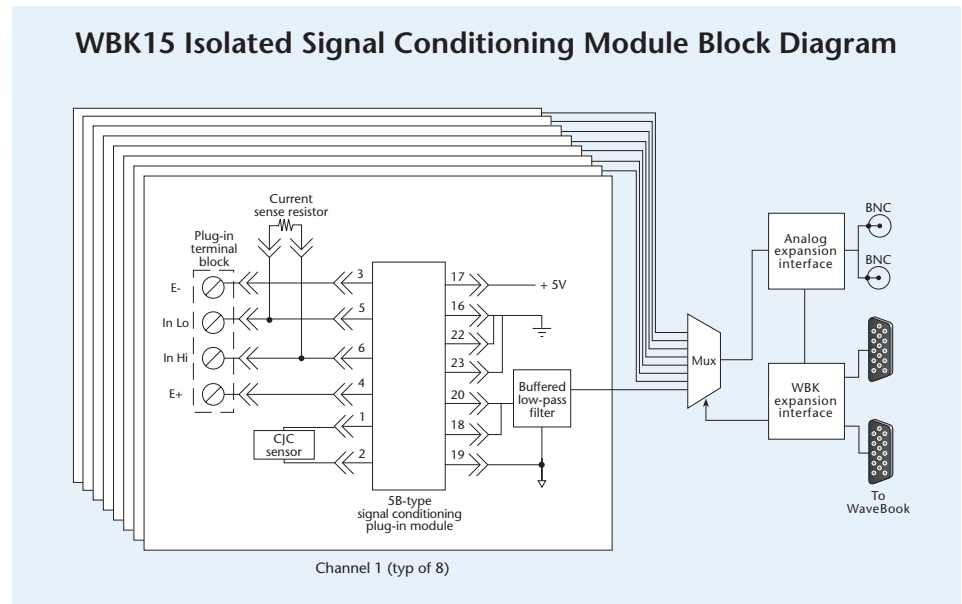 WBK15 Isolated Signal Conditioning Module Block Diagram
Current
sense resistor
Plug-in
terminal
block
E-
In Lo
In Hi
E+
3
5
6
4
1
2
CJC
sensor
17
16
22
23
20
18
19
+ 5V
Buffered
low-pass
filter
5B-type
signal conditioning
plug-in module
Channel 1 (typ of 8)
Mux
Analog
expansion
interface
BNC
BNC
WBK
expansion
interface
To
WaveBook